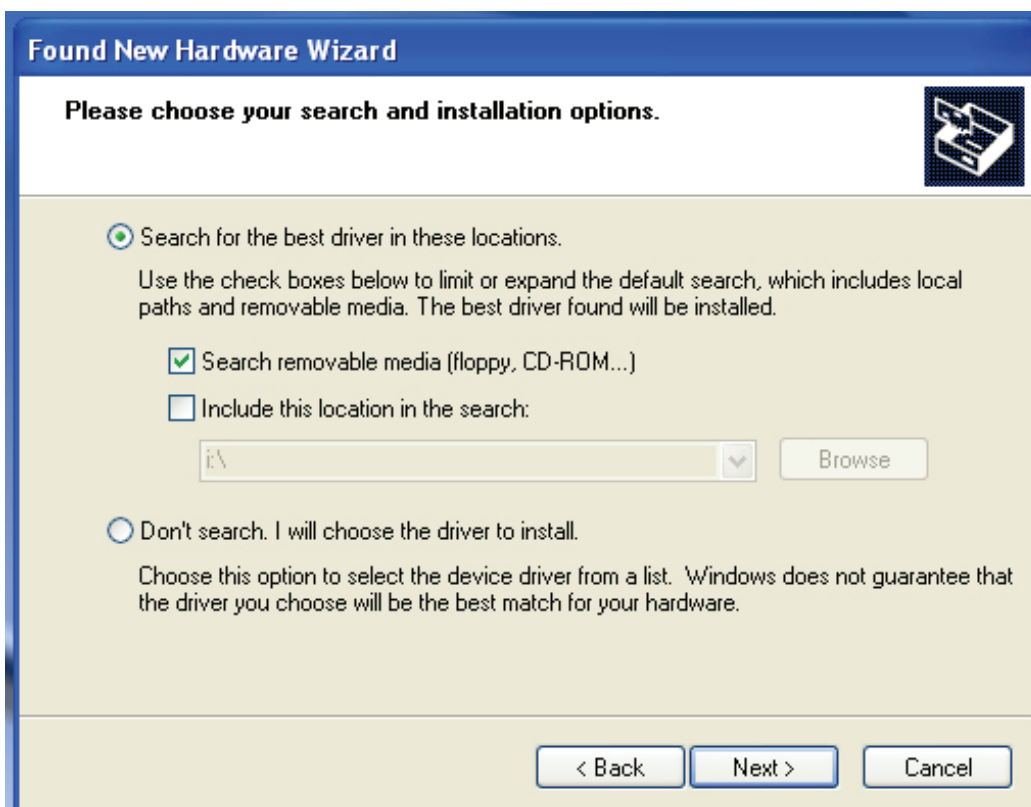 Found New Hardware Wizard
Please choose your search and installation options.
Search for the best driver in these locations.
Use the check boxes below to limit or expand the default search, which includes local
paths and removable media. The best driver found will be installed.
Search removable media (floppy, CD-ROM...)
Include this location in the search:
i:\
Browse
Don't search. I will choose the driver to install.
Choose this option to select the device driver from a list.  Windows does not guarantee that
the driver you choose will be the best match for your hardware.
< Back
Next >
Cancel